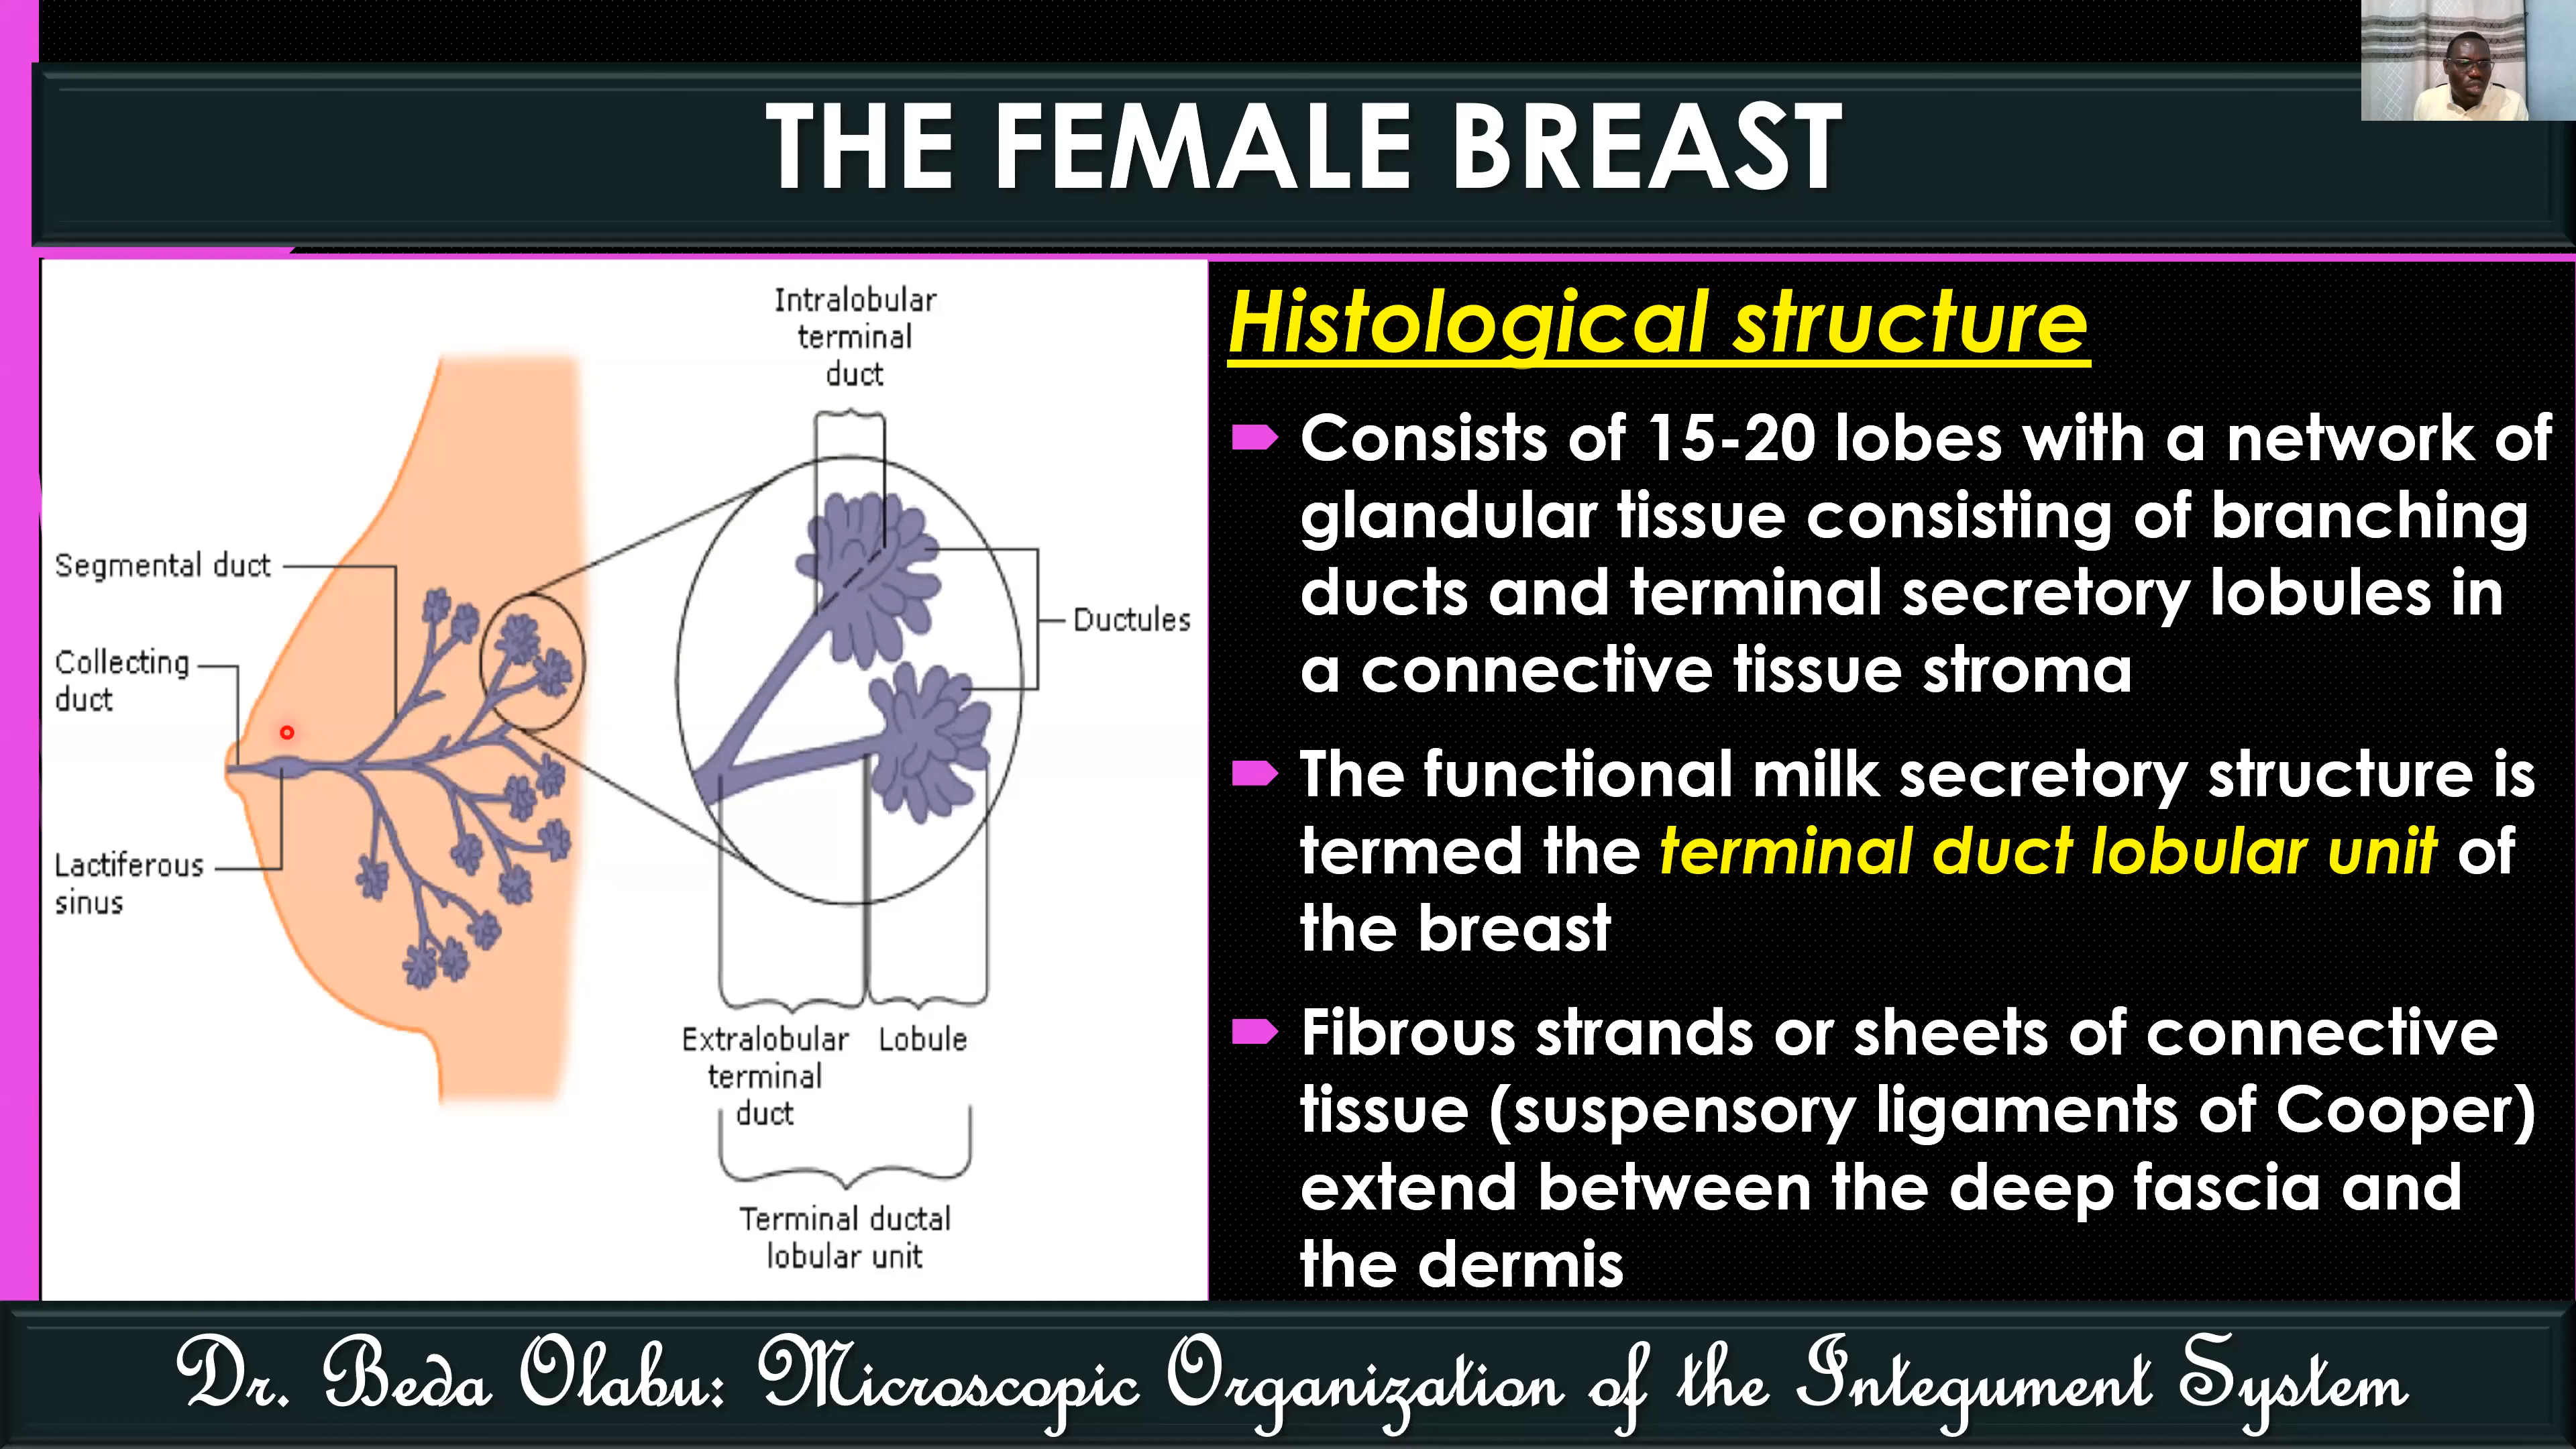 THE FEMALE BREAST
Intralobular
terminal
duct
Segmental duct
Collecting
duct
Ductules
Lactiferous
sinus
Extralobular
terminal
duct
Lobule
Terminal ductal
lobular unit
Histological structure
Consists of 15-20 lobes with a network of
glandular tissue consisting of branching
ducts and terminal secretory lobules in
a connective tissue stroma
The functional milk secretory structure is
termed the terminal duct lobular unit of
the breast
Fibrous strands or sheets of connective
tissue (suspensory ligaments of Cooper)
extend between the deep fascia and
the dermis
Dr. Beda Olabu: Microscopic Organization of the Integument System